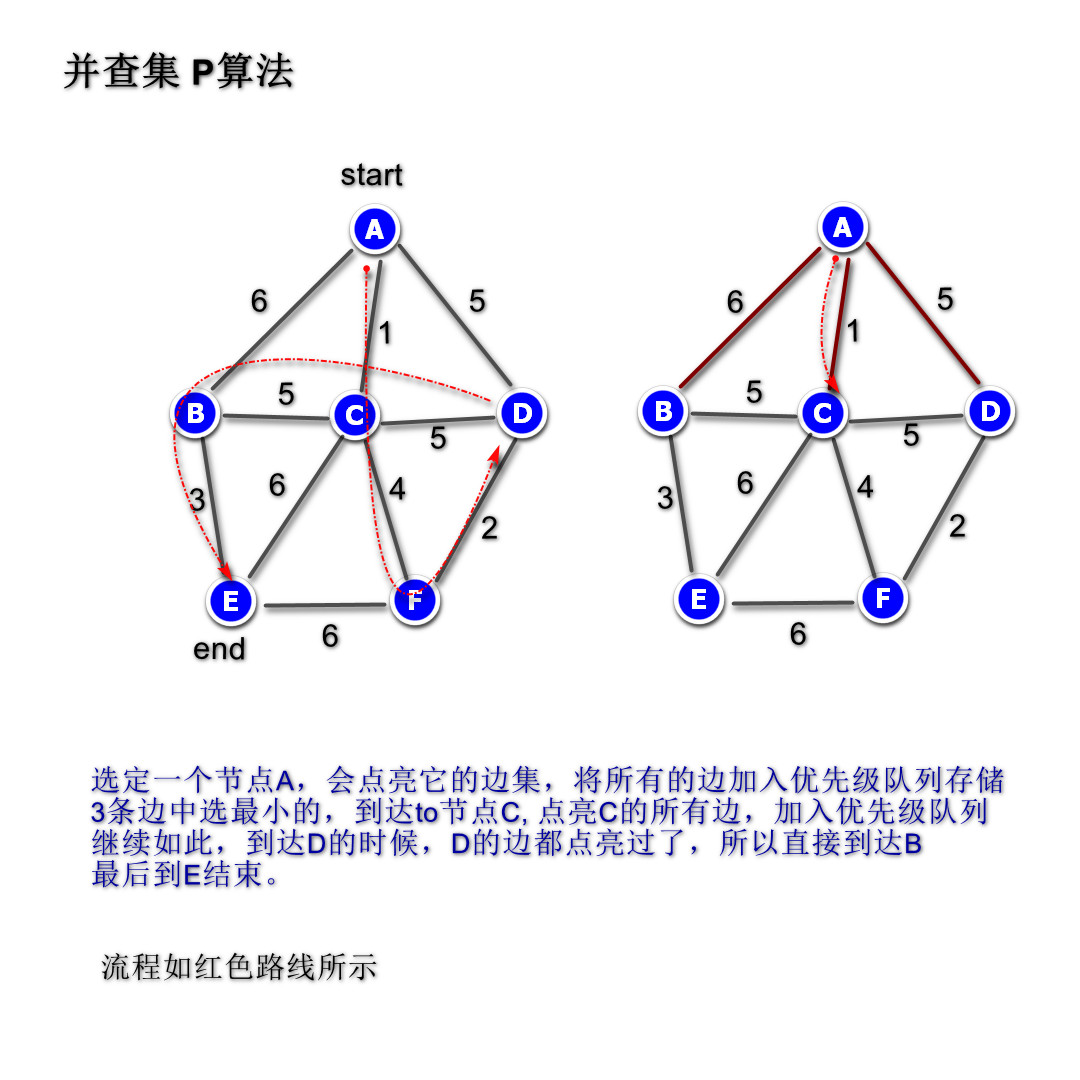 并查集 P算法
start
A
A
6
5
6
5
1
1
B
5
C
D
B
5
C
D
5
5
3
6
4
2
3
6
4
2
E
F
E
F
end
6
6
选定一个节点A，会点亮它的边集，将所有的边加入优先级队列存储
3条边中选最小的，到达to节点C, 点亮C的所有边，加入优先级队列
继续如此，到达D的时候，D的边都点亮过了，所以直接到达B
最后到E结束。
流程如红色路线所示